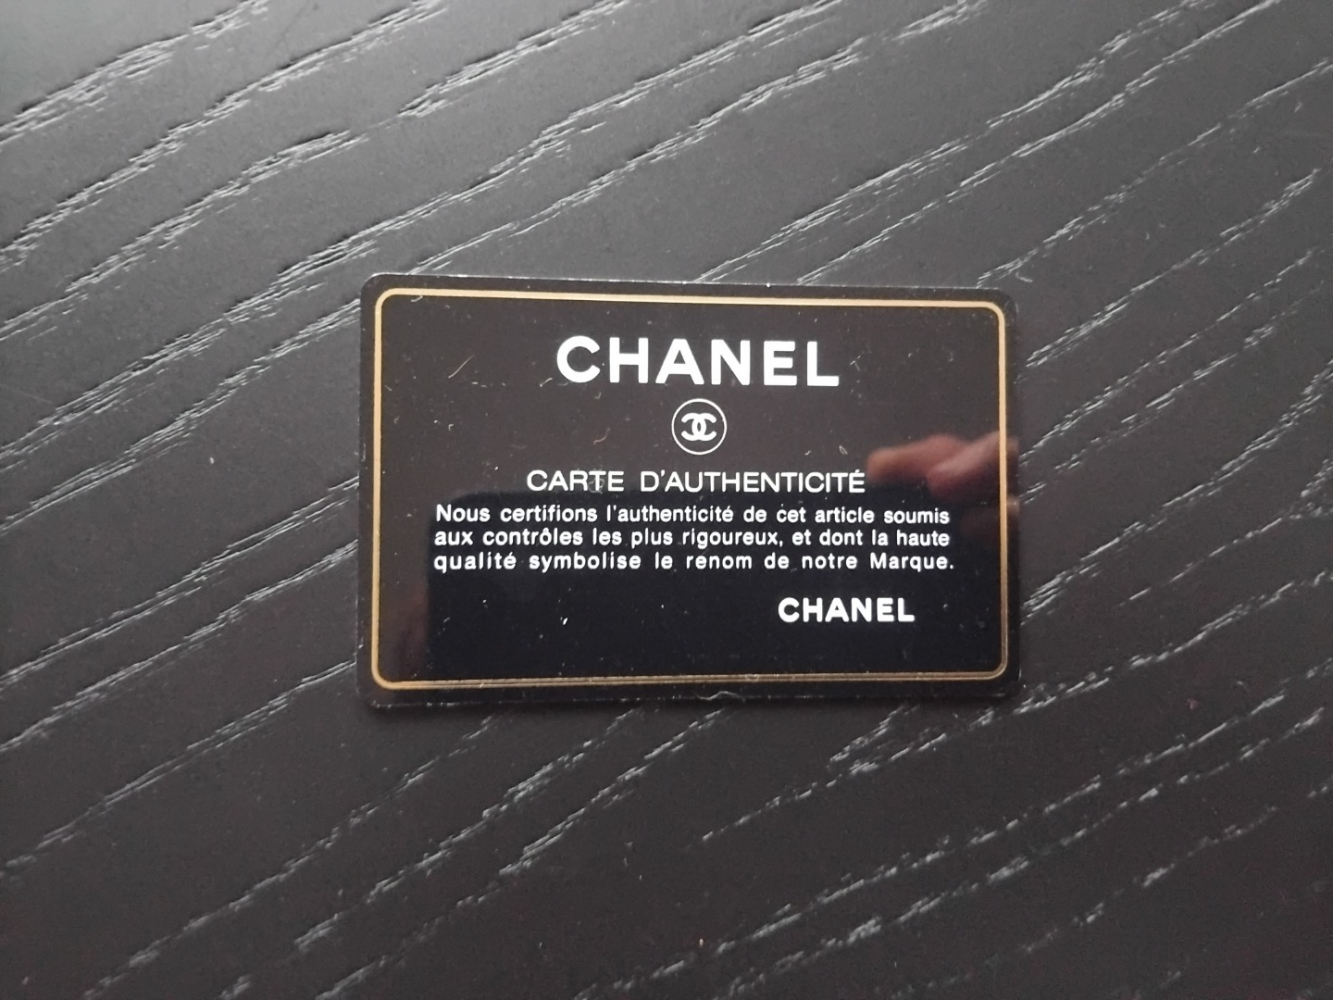 CHANEL
CARTE D'AUTHENTICITÉ
Nous certifions l'authenticité de cet article soumis
aux contrôles les plus rigoureux, et dont la haute
qualité symbolise le renom de notre Marque.
CHANEL